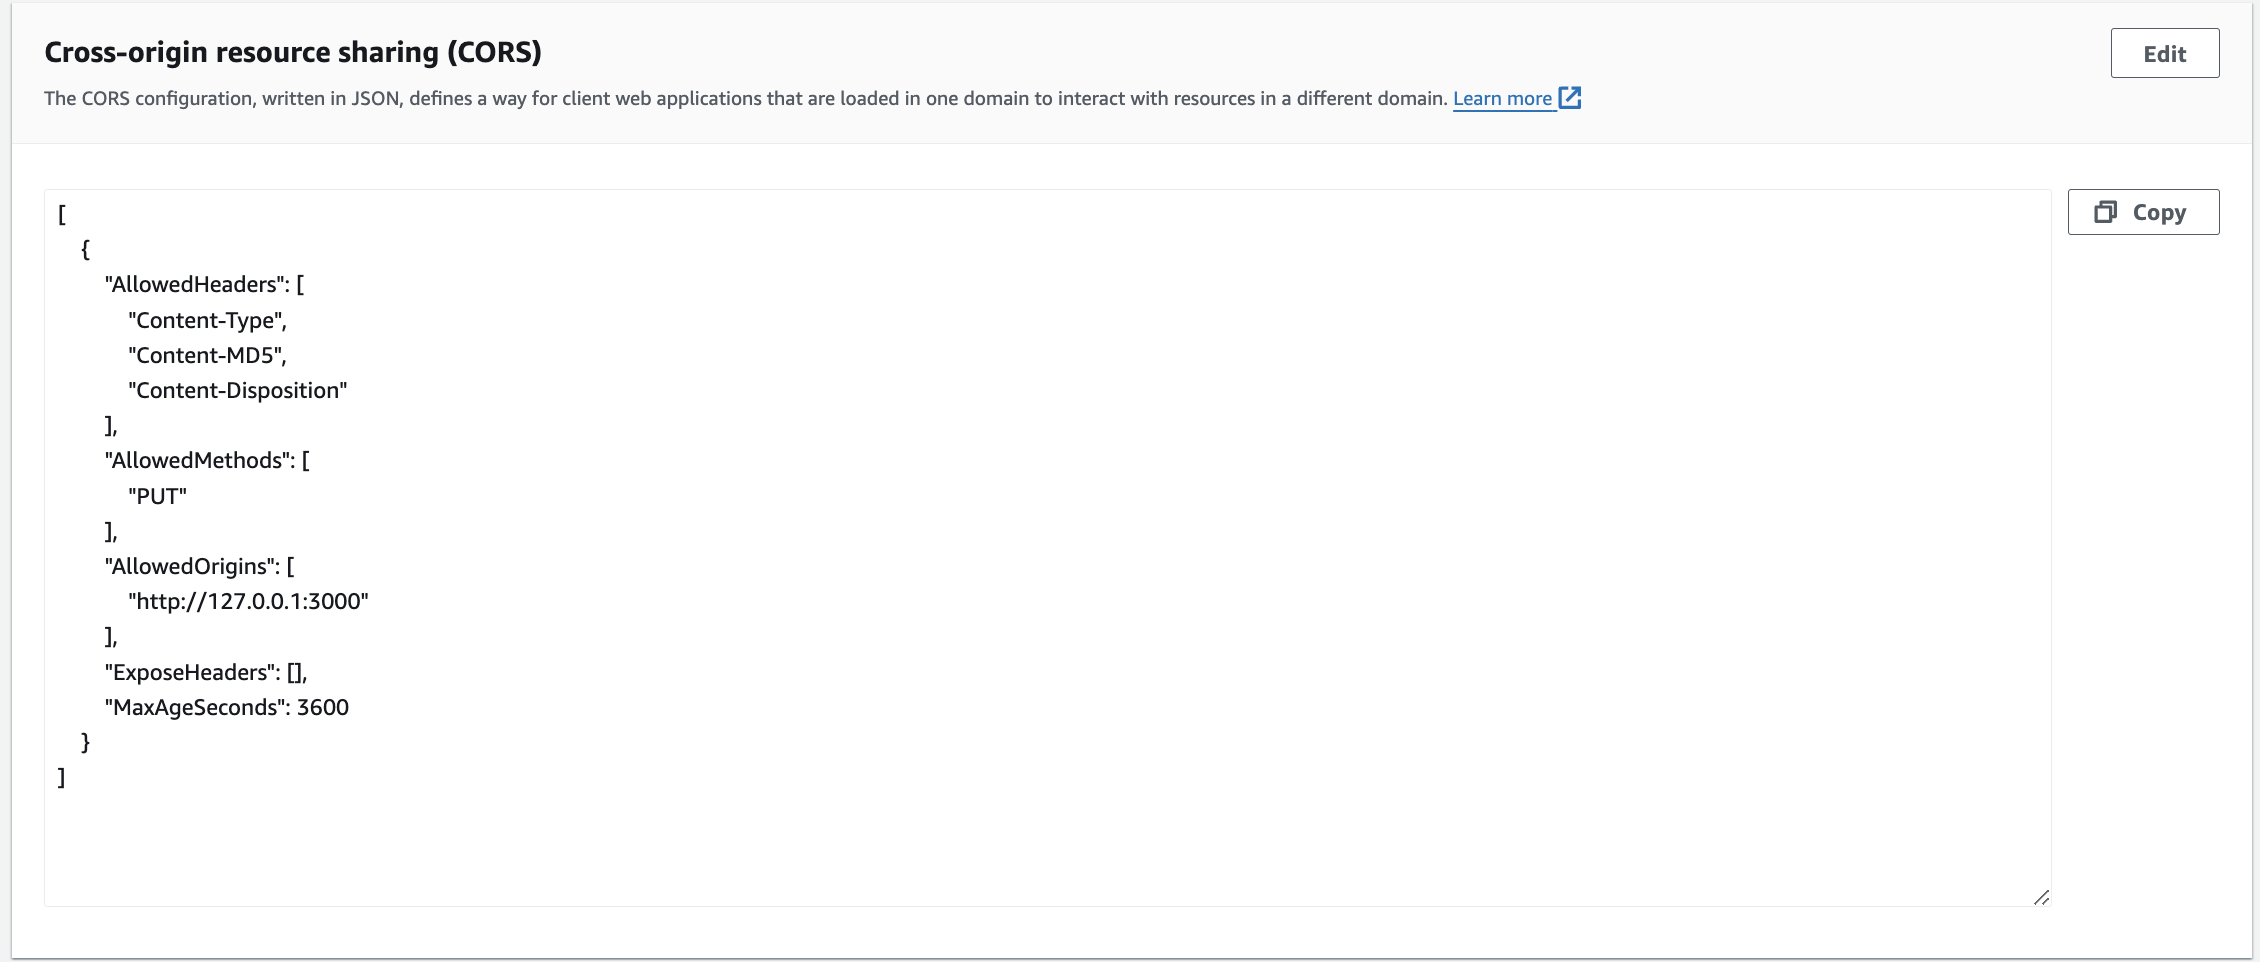 Cross-origin resource sharing (CORS)
Edit
The CORS configuration, written in JSON, defines a way for client web applications that are loaded in one domain to interact with resources in a different domain. Learn more
Copy
[
    {
        "AllowedHeaders": [
            "Content-Type",
            "Content-MD5",
            "Content-Disposition"
        ],
        "AllowedMethods": [
            "PUT"
        ],
        "AllowedOrigins": [
            "http://127.0.0.1:3000"
        ],
        "ExposeHeaders": [],
        "MaxAgeSeconds": 3600
    }
]